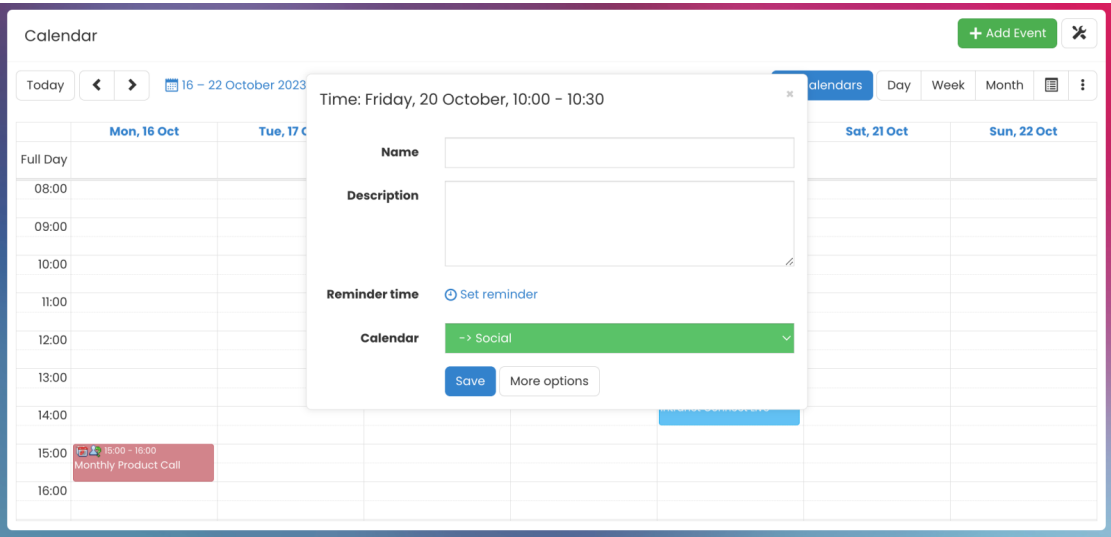 Calendar
+ Add Event
Today
16 – 22 October 2023
alendars
Day
Week
Month
Time: Friday, 20 October, 10:00 - 10:30
×
Mon, 16 Oct
Tue, 17
Sat, 21 Oct
Sun, 22 Oct
Full Day
Name
Description
Reminder time
Set reminder
Calendar
-> Social
Save
More options
08:00
09:00
10:00
11:00
12:00
13:00
14:00
15:00
15:00 - 16:00
Monthly Product Call
16:00